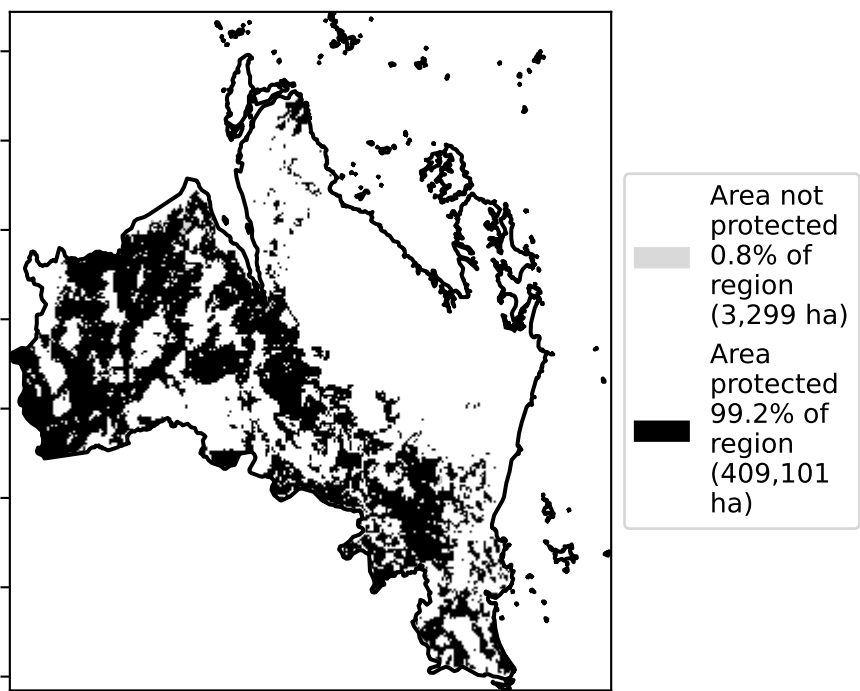 Area not
protected
0.8% of
region
(3,299 ha)
Area
protected
99.2% of
region
(409,101
ha)